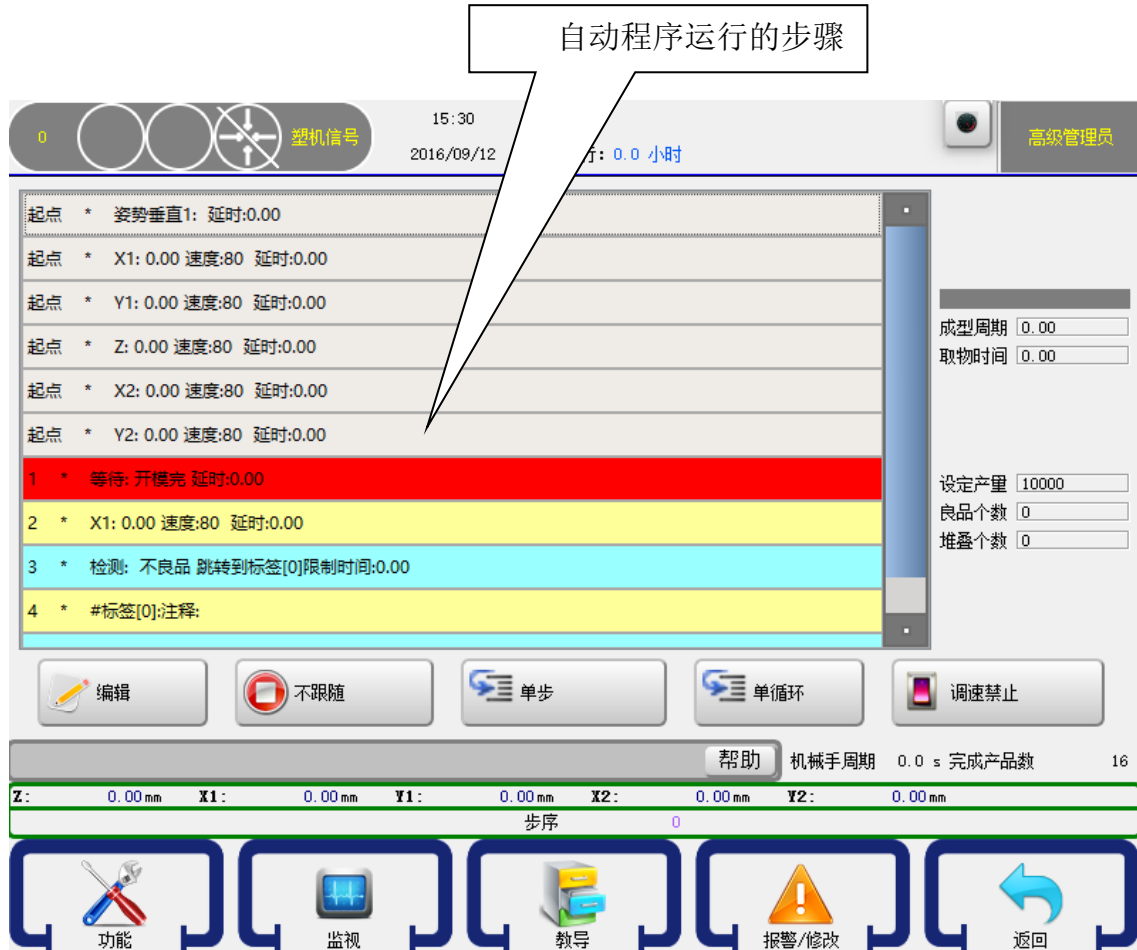 自动程序运行的步骤
0 塑机信号 15:30 高级管理员
2016/09/12 行: 0.0 小时
起点 * 姿势垂直1: 延时:0.00
起点 * X1: 0.00 速度:80 延时:0.00
起点 * Y1: 0.00 速度:80 延时:0.00
起点 * Z: 0.00 速度:80 延时:0.00
起点 * X2: 0.00 速度:80 延时:0.00
起点 * Y2: 0.00 速度:80 延时:0.00
1 * 等待: 开模完 延时:0.00
2 * X1: 0.00 速度:80 延时:0.00
3 * 检测: 不良品 跳转到标签[0]限制时间:0.00
4 * #标签[0]:注释:
成型周期 0.00
取物时间 0.00
设定产量 10000
良品个数 0
堆叠个数 0
编辑 不跟随 单步 单循环 调速禁止
帮助 机械手周期 0.0 s 完成产品数 16
Z: 0.00mm X1: 0.00mm Y1: 0.00mm X2: 0.00mm Y2: 0.00mm
步序 0
功能 监视 教导 报警/修改 返回